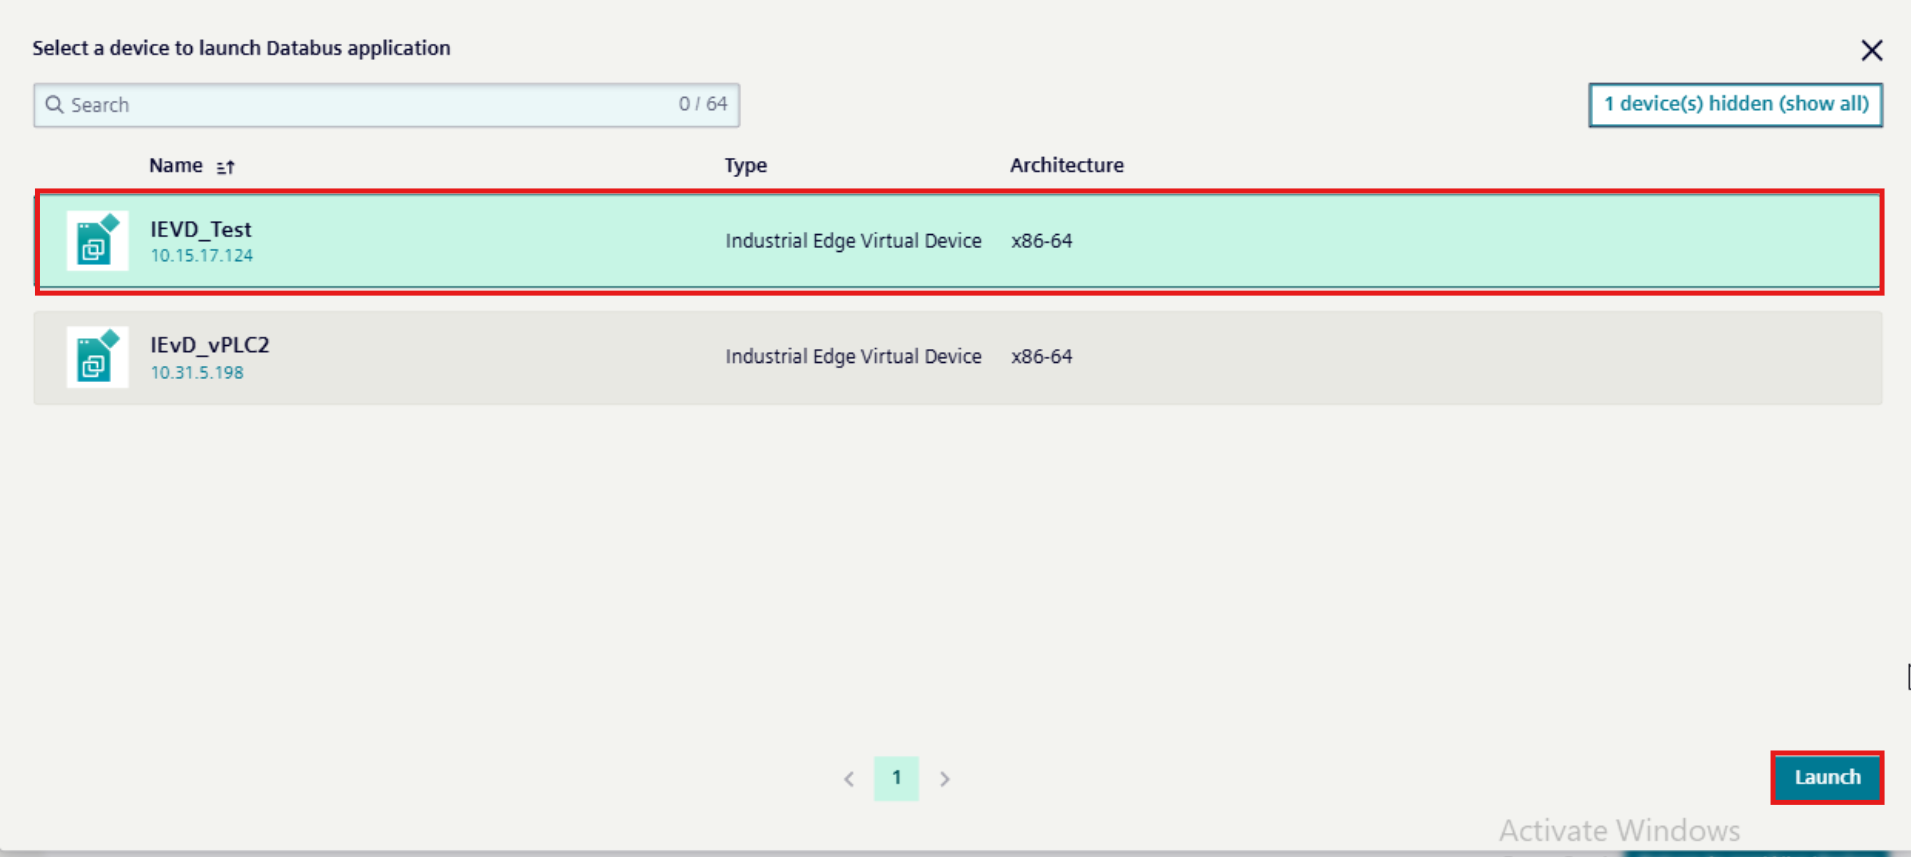 Select a device to launch Databus application
Search 0 / 64
1 device(s) hidden (show all)
Name Type Architecture
IEVD_Test
10.15.17.124
Industrial Edge Virtual Device x86-64
IEvD_vPLC2
10.31.5.198
Industrial Edge Virtual Device x86-64
1
Launch
Activate Windows